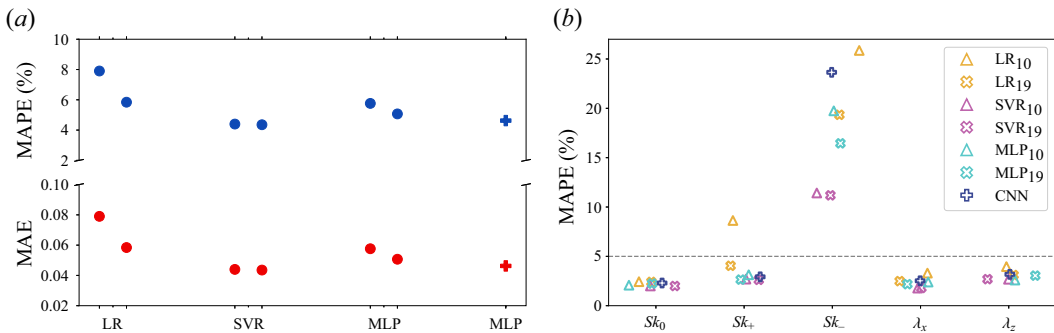 (a)
MAPE (%)
10
8
6
4
2
MAE
0.10
0.08
0.06
0.04
0.02
LR SVR MLP MLP
(b)
MAPE (%)
25
20
15
10
5
0
LR10
LR19
SVR10
SVR19
MLP10
MLP19
CNN
Sk0 Sk+ Sk− λx λz